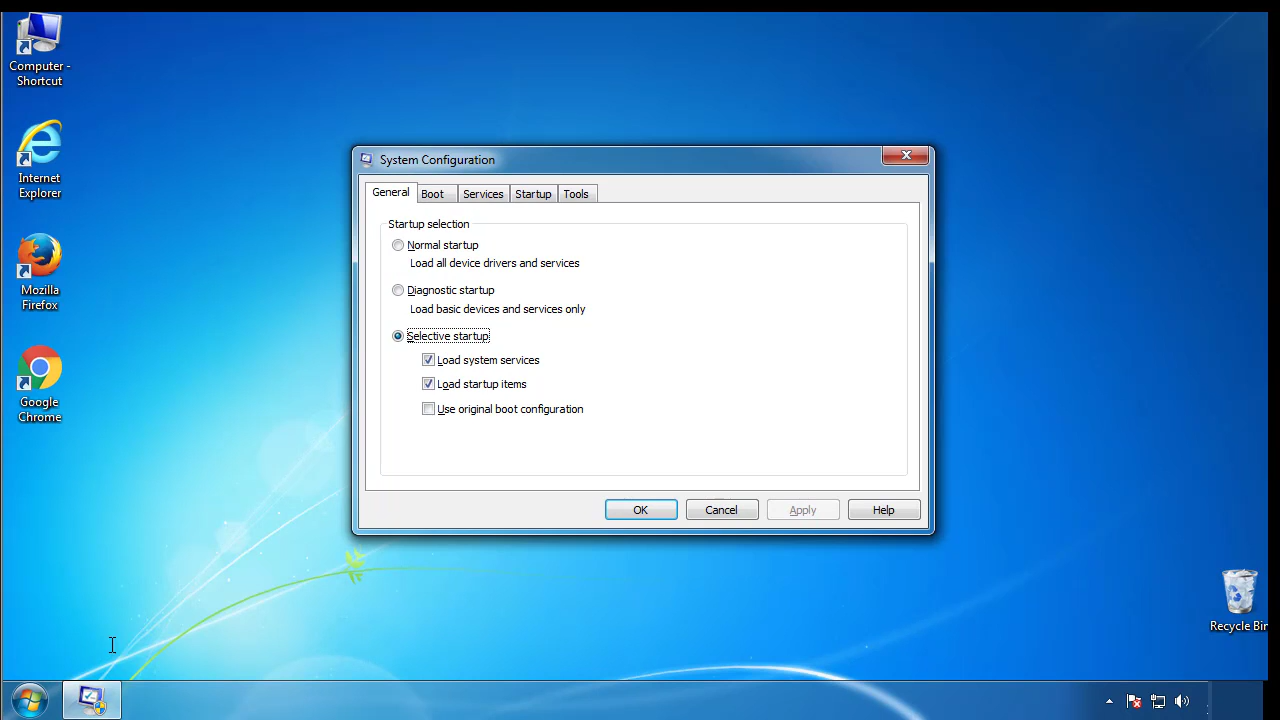 Computer -
Shortcut
Internet
Explorer
Mozilla
Firefox
Google
Chrome
System Configuration
General Boot Services Startup Tools
Startup selection
Normal startup
Load all device drivers and services
Diagnostic startup
Load basic devices and services only
Selective startup
Load system services
Load startup items
Use original boot configuration
OK Cancel Apply Help
Recycle Bin